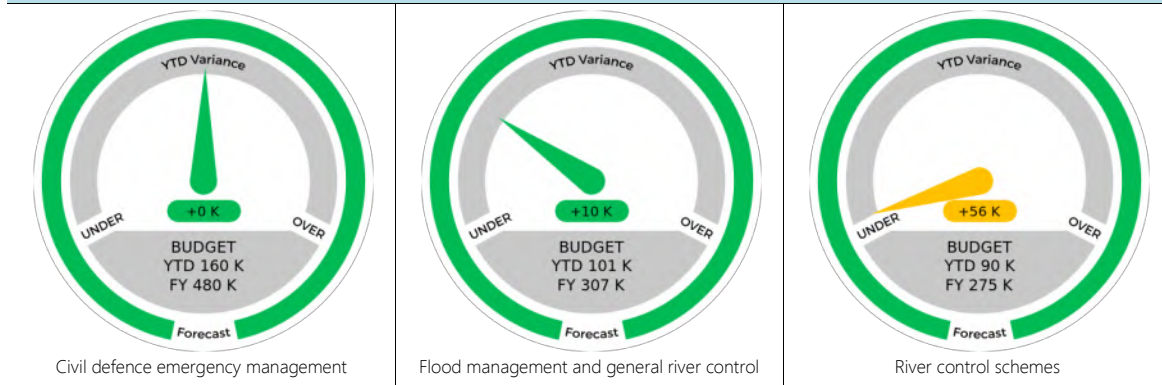 YTD Variance
+0 K
UNDER
OVER
BUDGET
YTD 160 K
FY 480 K
Forecast
Civil defence emergency management
YTD Variance
+10 K
UNDER
OVER
BUDGET
YTD 101 K
FY 307 K
Forecast
Flood management and general river control
YTD Variance
+56 K
UNDER
OVER
BUDGET
YTD 90 K
FY 275 K
Forecast
River control schemes